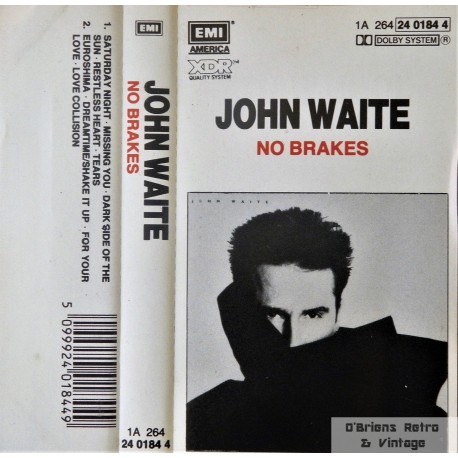 1. SATURDAY NIGHT · MISSING YOU · DARK SIDE OF THE
SUN · RESTLESS HEART · TEARS
2. EUROSHIMA · DREAMTIME/SHAKE IT UP · FOR YOUR
LOVE · LOVE COLLISION
5 099924 018449
EMI
JOHN WAITE
NO BRAKES
1A 264
24 0184 4
EMI
AMERICA
XDR™
QUALITY SYSTEM
1A 264 24 0184 4
DOLBY SYSTEM ®
JOHN WAITE
NO BRAKES
JOHN WAITE
O'Briens Retro
& Vintage